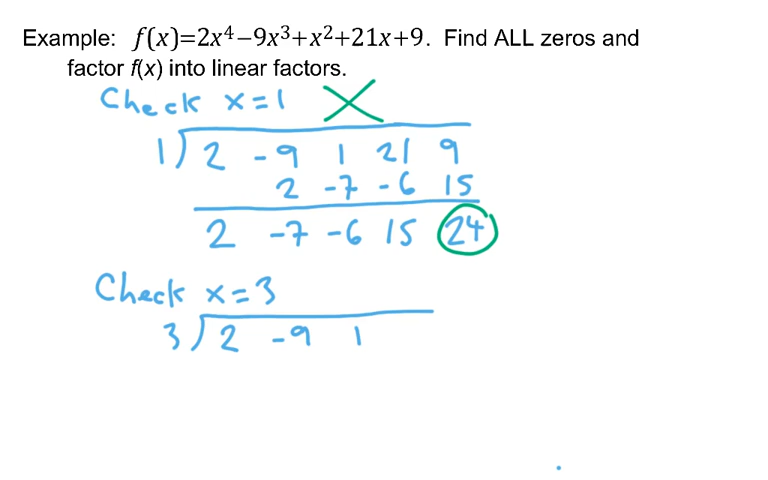 Example: f(x)=2x⁴−9x³+x²+21x+9. Find ALL zeros and
factor f(x) into linear factors.
Check x=1 X
1) 2 -9 1 21 9
2 -7 -6 15
2 -7 -6 15 24
Check x=3
3) 2 -9 1